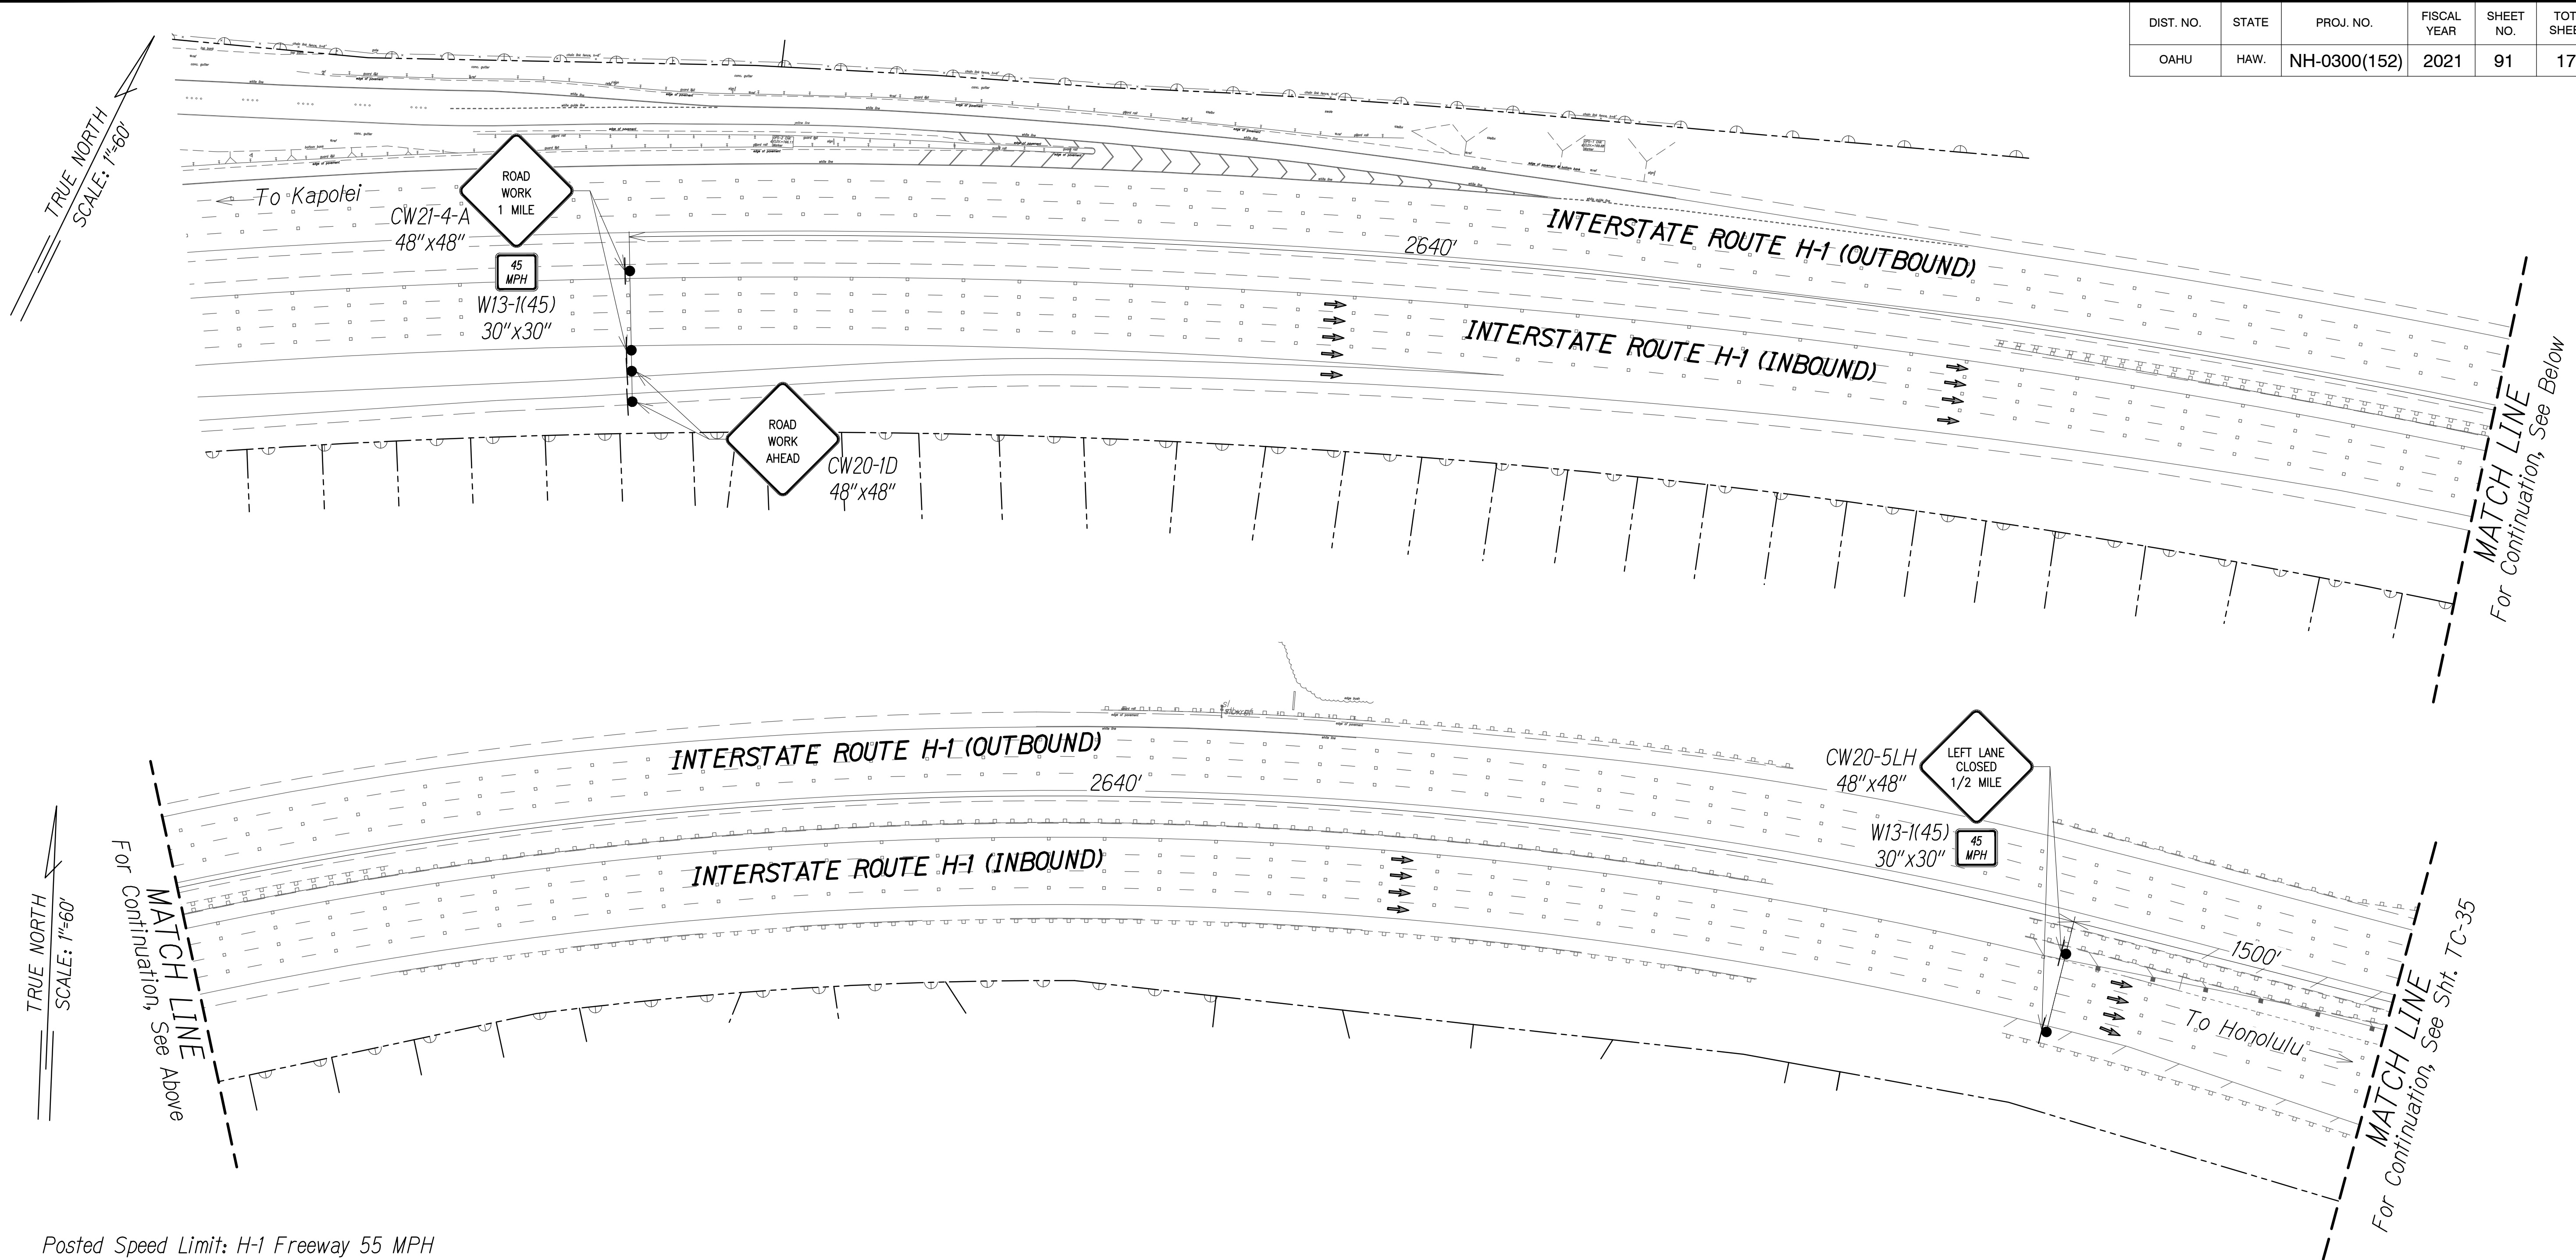 DIST. NO.
STATE
PROJ. NO.
FISCAL
YEAR
SHEET
NO.
OAHU
HAW.
NH-0300(152)
2021
91
17
TRUE NORTH
SCALE: 1"=60'
To Kapolei
ROAD
WORK
1 MILE
CW21-4-A
48"x48"
45
MPH
W13-1(45)
30"x30"
2640'
INTERSTATE ROUTE H-1 (OUTBOUND)
INTERSTATE ROUTE H-1 (INBOUND)
ROAD
WORK
AHEAD
CW20-1D
48"x48"
MATCH LINE
For Continuation, See Below
TRUE NORTH
SCALE: 1"=60'
MATCH LINE
For Continuation, See Above
INTERSTATE ROUTE H-1 (OUTBOUND)
2640'
INTERSTATE ROUTE H-1 (INBOUND)
LEFT LANE
CLOSED
1/2 MILE
CW20-5LH
48"x48"
W13-1(45)
30"x30"
45
MPH
1500'
To Honolulu
MATCH LINE
For Continuation, See Sht. TC-35
Posted Speed Limit: H-1 Freeway 55 MPH